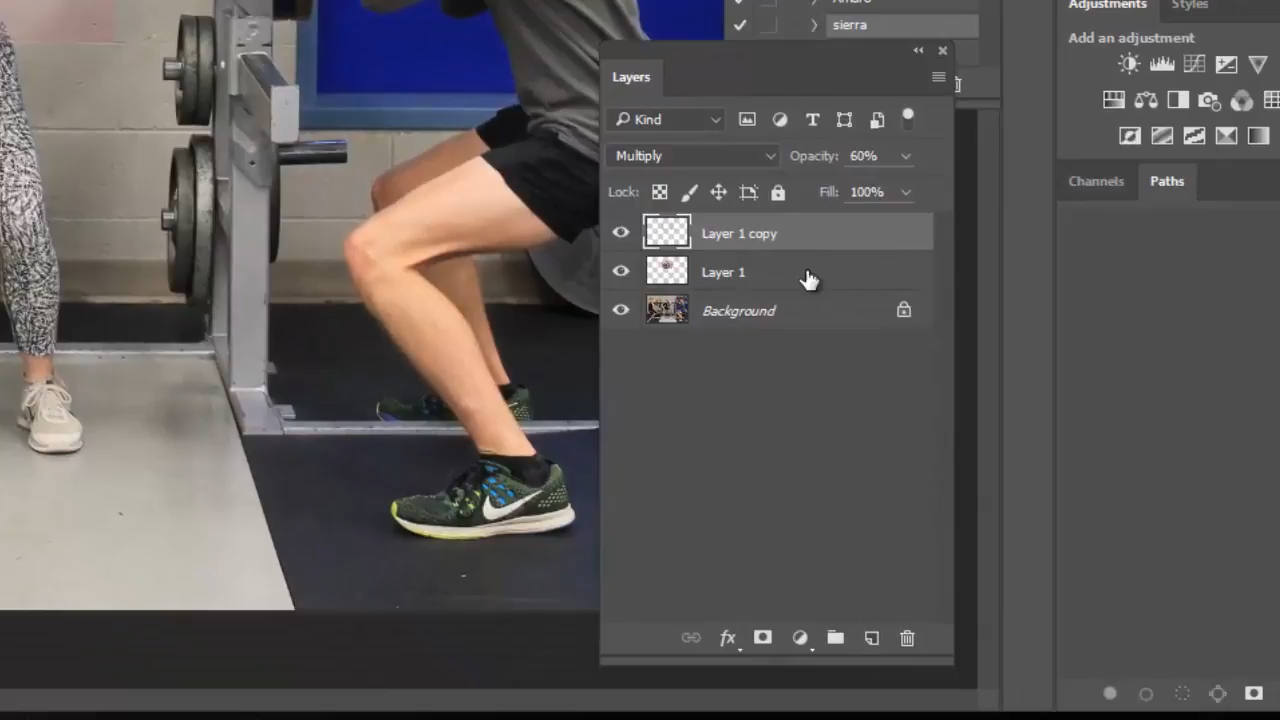 sierra
Adjustments Styles
Add an adjustment
Layers
Kind
Multiply Opacity: 60%
Lock: Fill: 100%
Layer 1 copy
Layer 1
Background
fx
Channels Paths